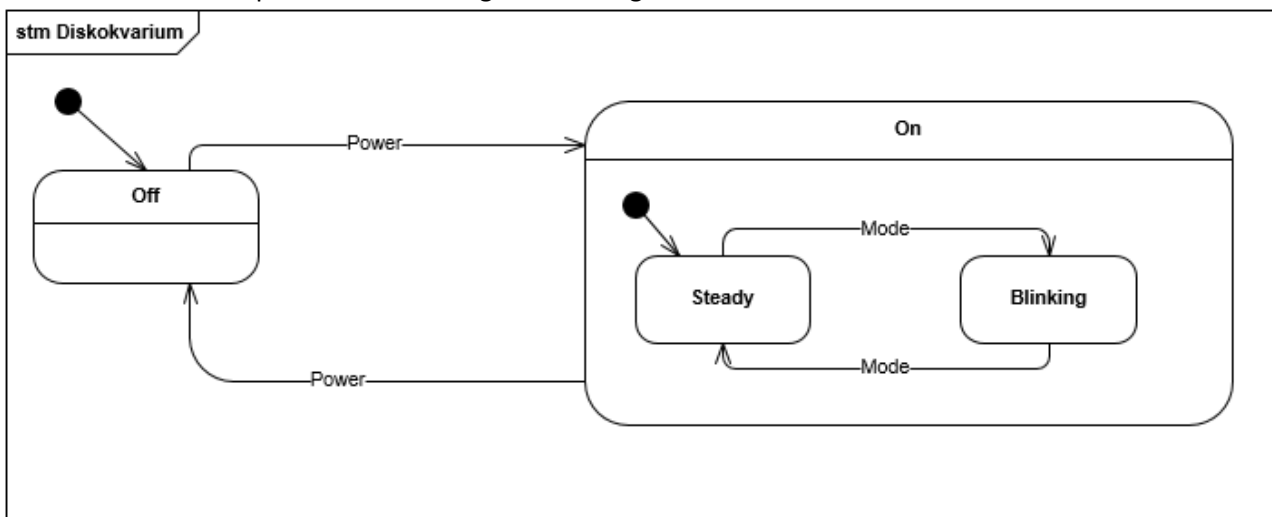 stm Diskokvarium
Power
On
Off
Mode
Steady
Blinking
Mode
Power